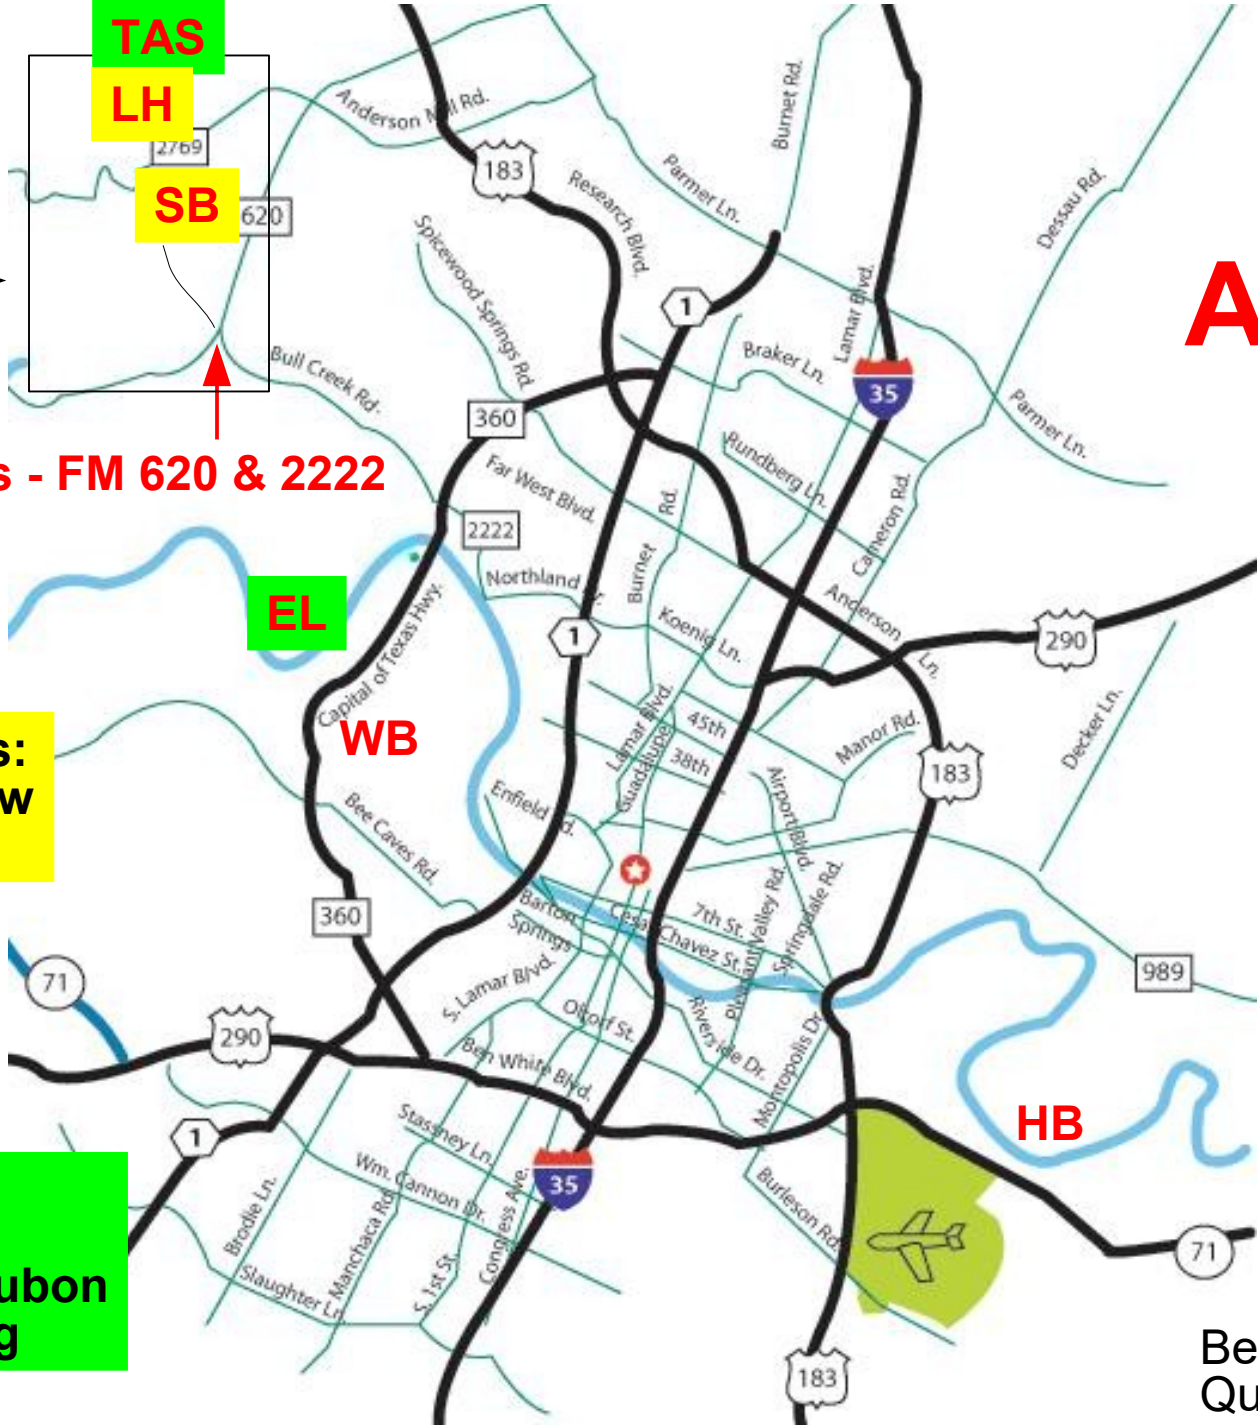 TAS
LH
2769
SB
620
Anderson Mill Rd.
183
Research Blvd.
Parmer Ln.
Burnet Rd.
Dessau Rd.
Spicewood Springs Rd.
1
Lamar Blvd.
A
Bull Creek Rd.
Braker Ln.
35
360
Parmer Ln.
s - FM 620 & 2222
Far West Blvd.
Rundberg Ln.
Cameron Rd.
2222
Burnet Rd.
Northland Dr.
EL
Capital of Texas Hwy.
1
Koenig Ln.
Anderson Ln.
290
WB
Lamar Blvd.
Guadalupe
45th
38th
Manor Rd.
Decker Ln.
183
s:
w
Bee Caves Rd.
Enfield Rd.
Airport Blvd.
360
Barton Springs
Cesar Chavez St.
7th St.
Pleasant Valley Rd.
Springdale Rd.
989
71
S. Lamar Blvd.
290
Oltorf St.
Riverside Dr.
Ben White Blvd.
Montopolis Dr.
1
Stassney Ln.
HB
Wm. Cannon Dr.
35
Burleson Rd.
Brodie Ln.
Manchaca Rd.
Congress Ave.
S. 1st St.
Slaughter Ln.
71
ubon
g
183
Be
Qu